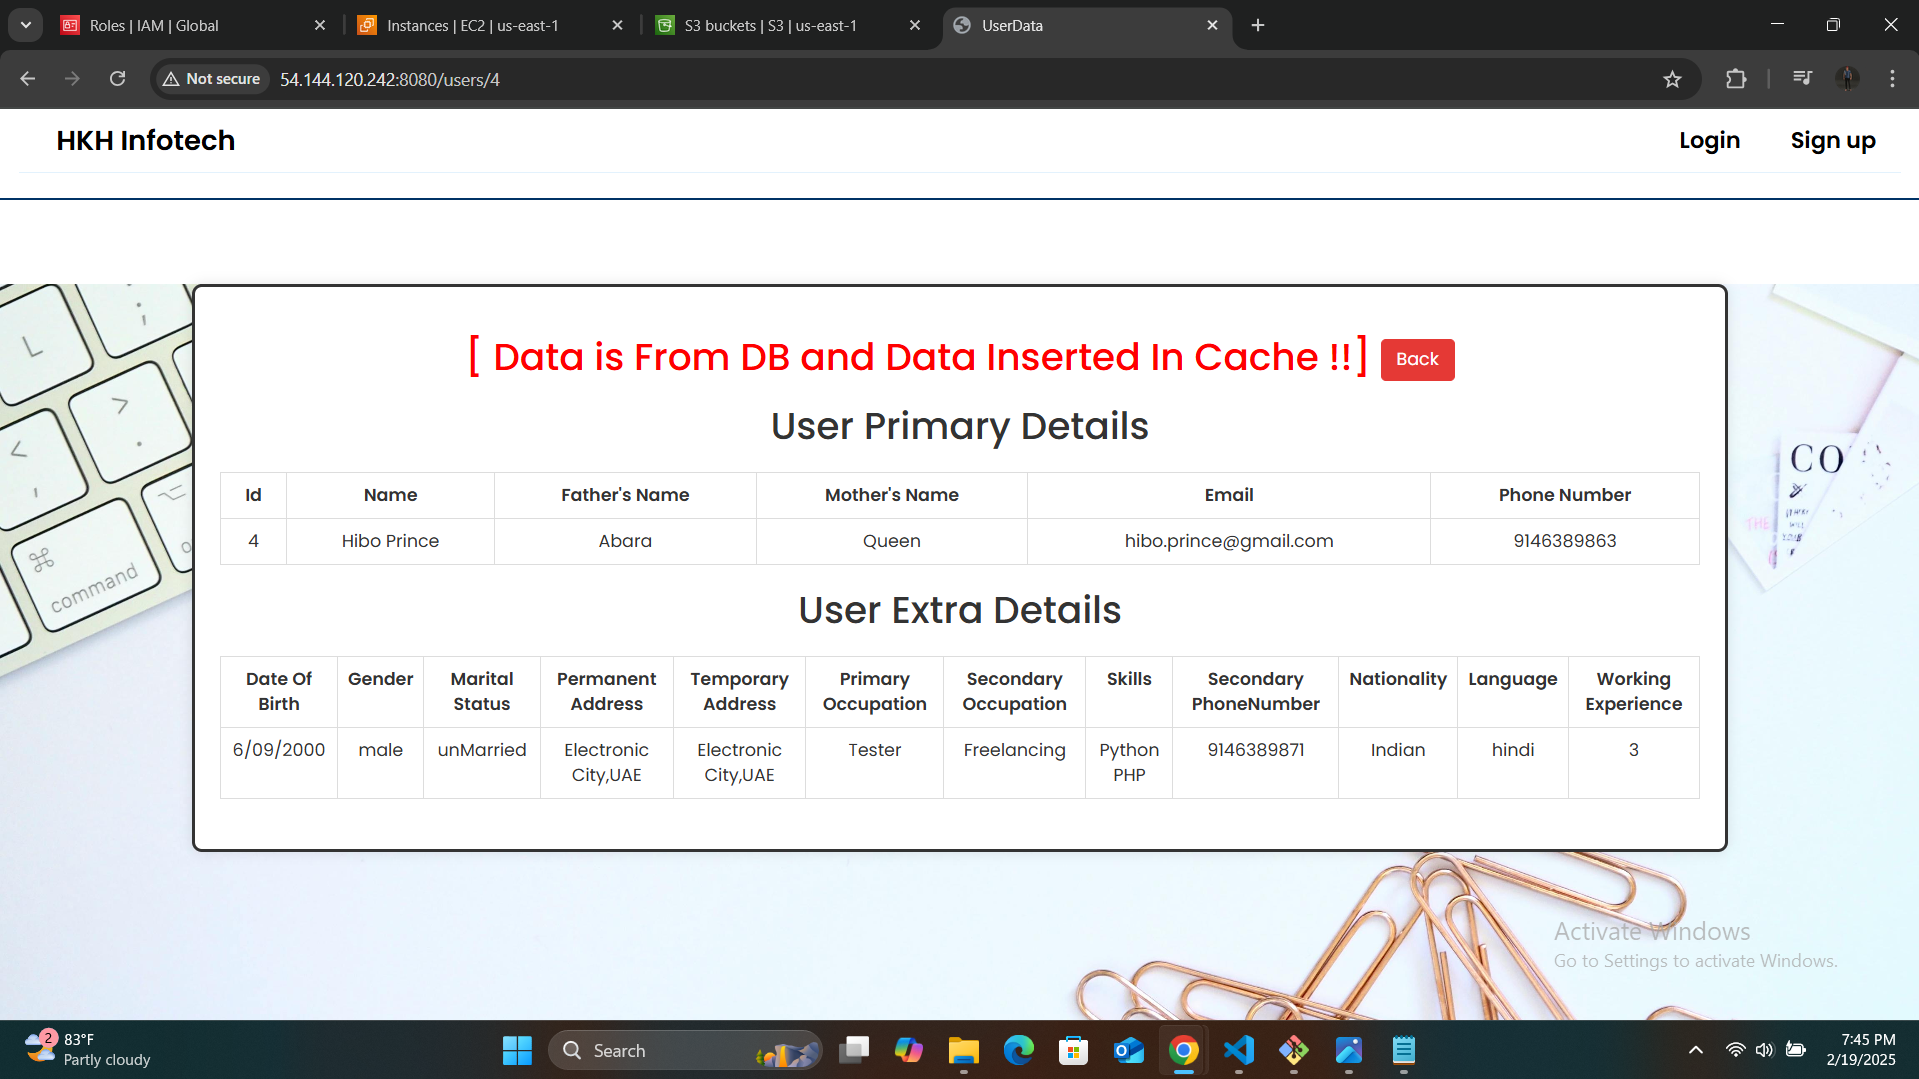 Roles | IAM | Global
Instances | EC2 | us-east-1
S3 buckets | S3 | us-east-1
UserData
Not secure
54.144.120.242:8080/users/4
HKH Infotech
Login
Sign up
[ Data is From DB and Data Inserted In Cache !!]
Back
User Primary Details
Id Name Father's Name Mother's Name Email Phone Number
4 Hibo Prince Abara Queen hibo.prince@gmail.com 9146389863
User Extra Details
Date Of Gender Marital Permanent Temporary Primary Secondary Skills Secondary Nationality Language Working
Birth Status Address Address Occupation Occupation PhoneNumber Experience
6/09/2000 male unMarried Electronic Electronic Tester Freelancing Python 9146389871 Indian hindi 3
City,UAE City,UAE PHP
L
command
CO
THE
Activate Windows
Go to Settings to activate Windows.
2
83°F
Partly cloudy
Search
7:45 PM
2/19/2025